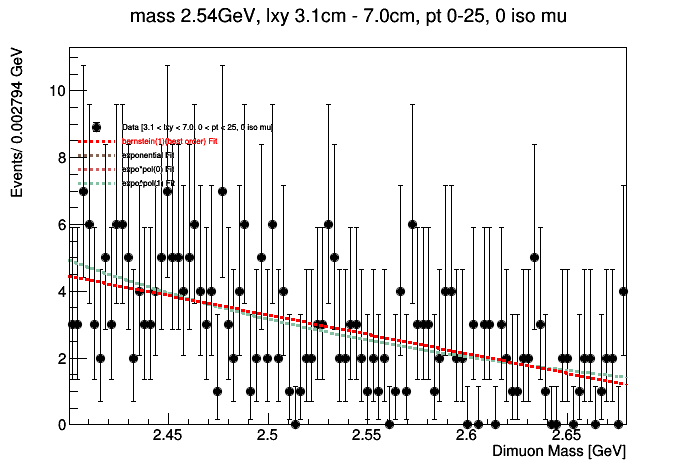 mass 2.54GeV, lxy 3.1cm - 7.0cm, pt 0-25, 0 iso mu
Events/ 0.002794 GeV
10
8
6
4
2
0
Data [3.1 < lxy < 7.0, 0 < pt < 25, 0 iso mu]
bernstein(1)(best order) Fit
exponential Fit
expo*pol(0) Fit
expo*pol(1) Fit
2.45
2.5
2.55
2.6
2.65
Dimuon Mass [GeV]